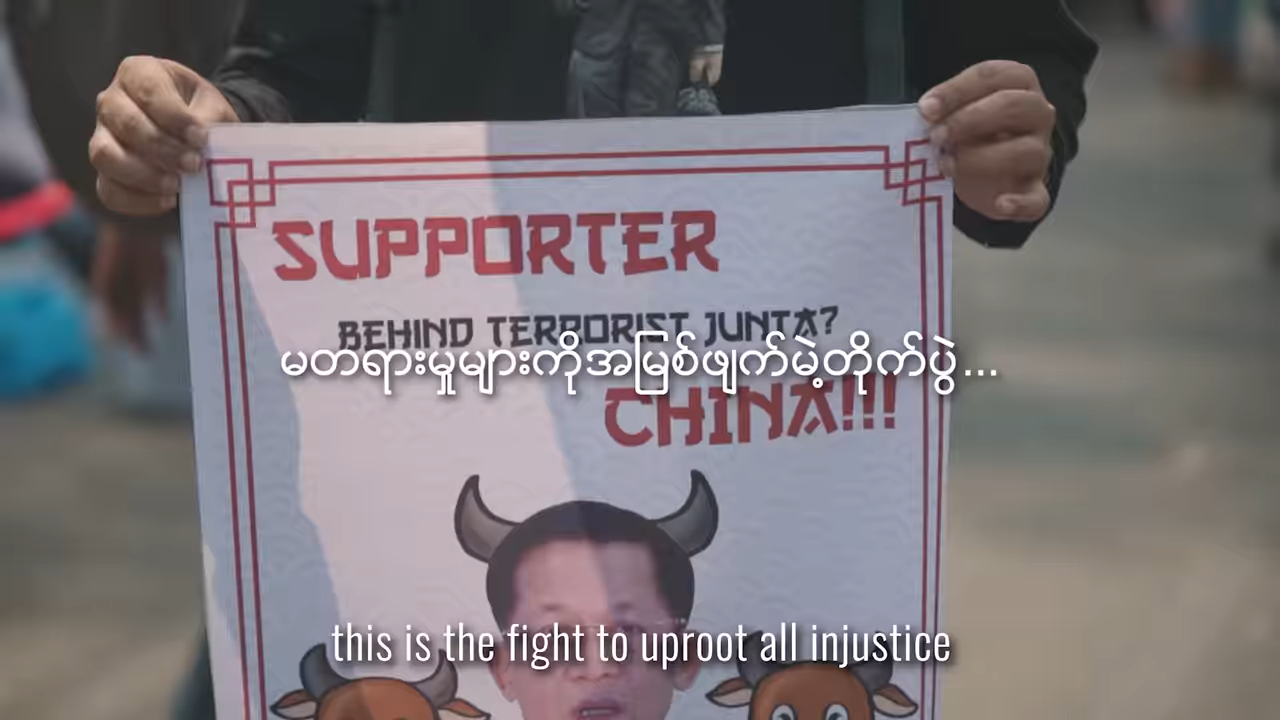 SUPPORTER
BEHIND TERRORIST JUNTA?
မတရားမှုများကိုအမြစ်ဖျက်မဲ့တိုက်ပွဲ...
CHINA!!!
this is the fight to uproot all injustice